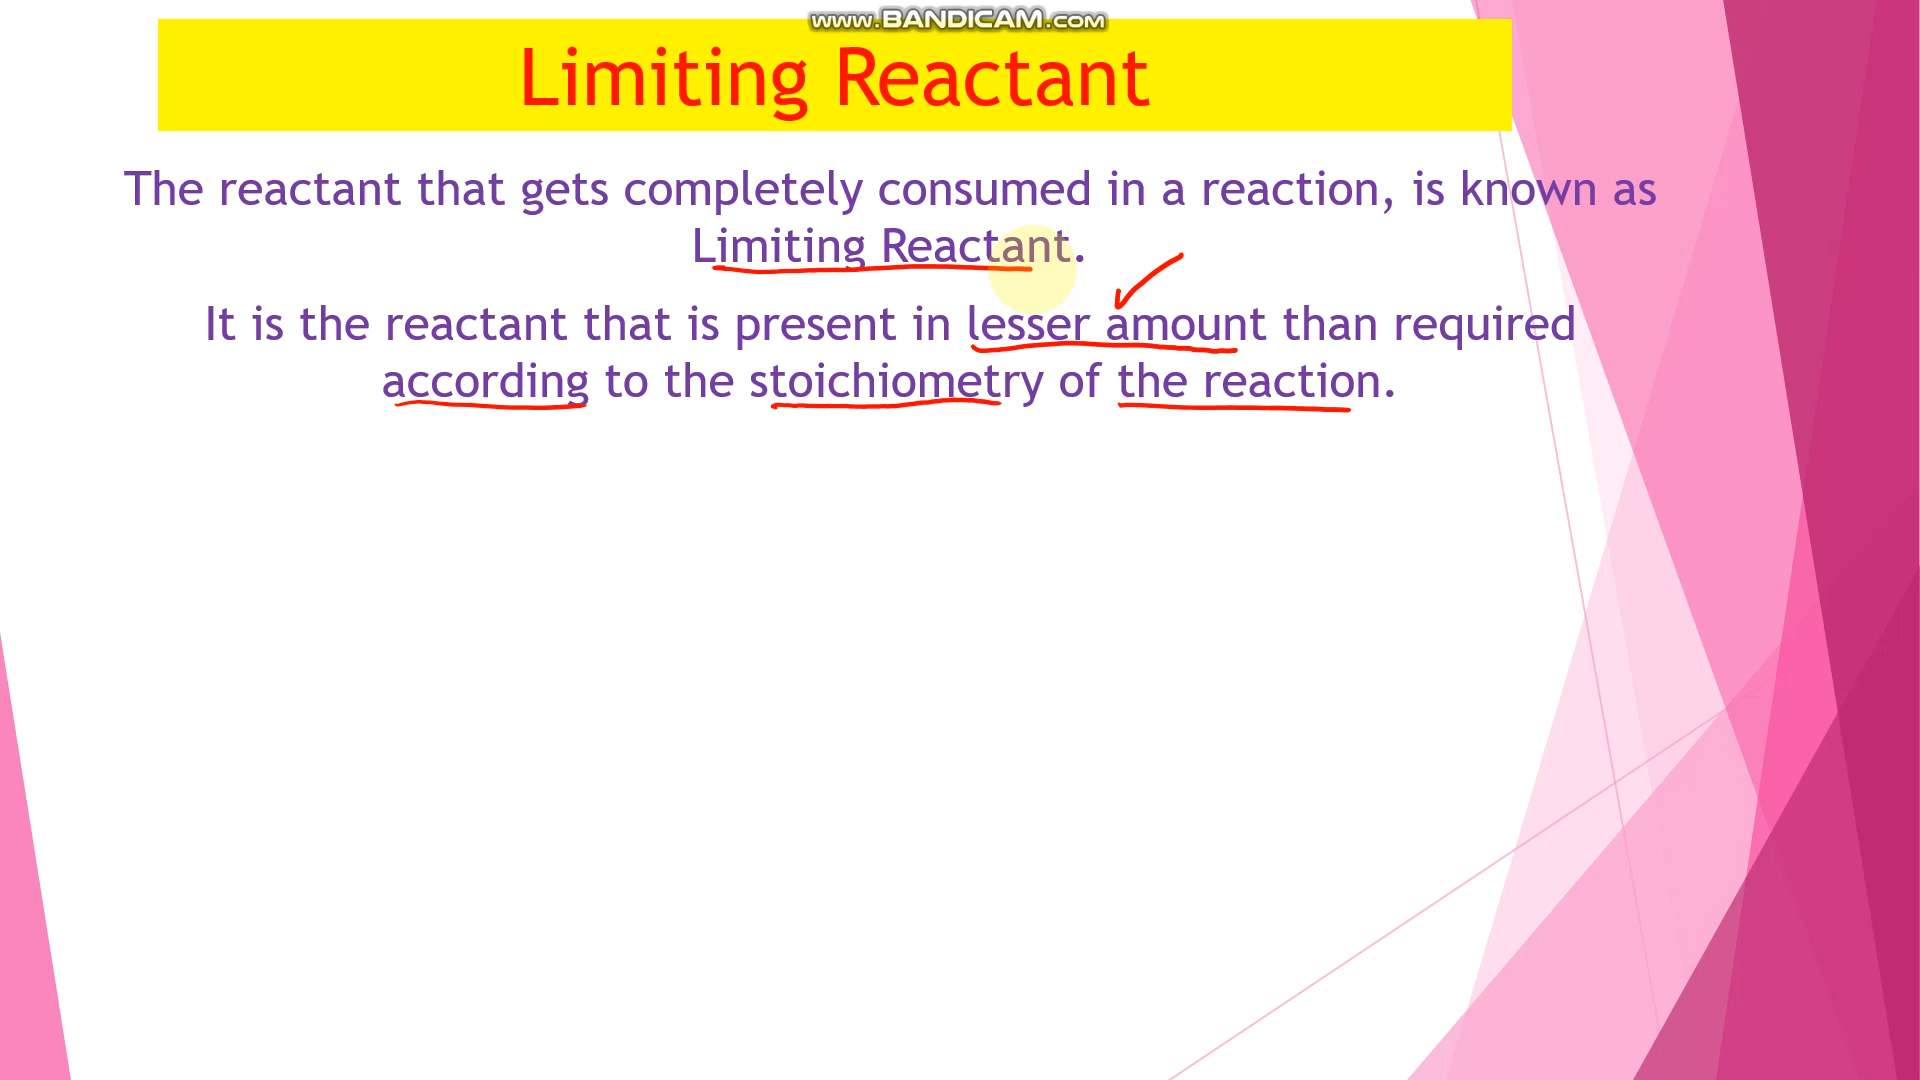 www.BANDICAM.com
Limiting Reactant
The reactant that gets completely consumed in a reaction, is known as
Limiting Reactant.
It is the reactant that is present in lesser amount than required
according to the stoichiometry of the reaction.